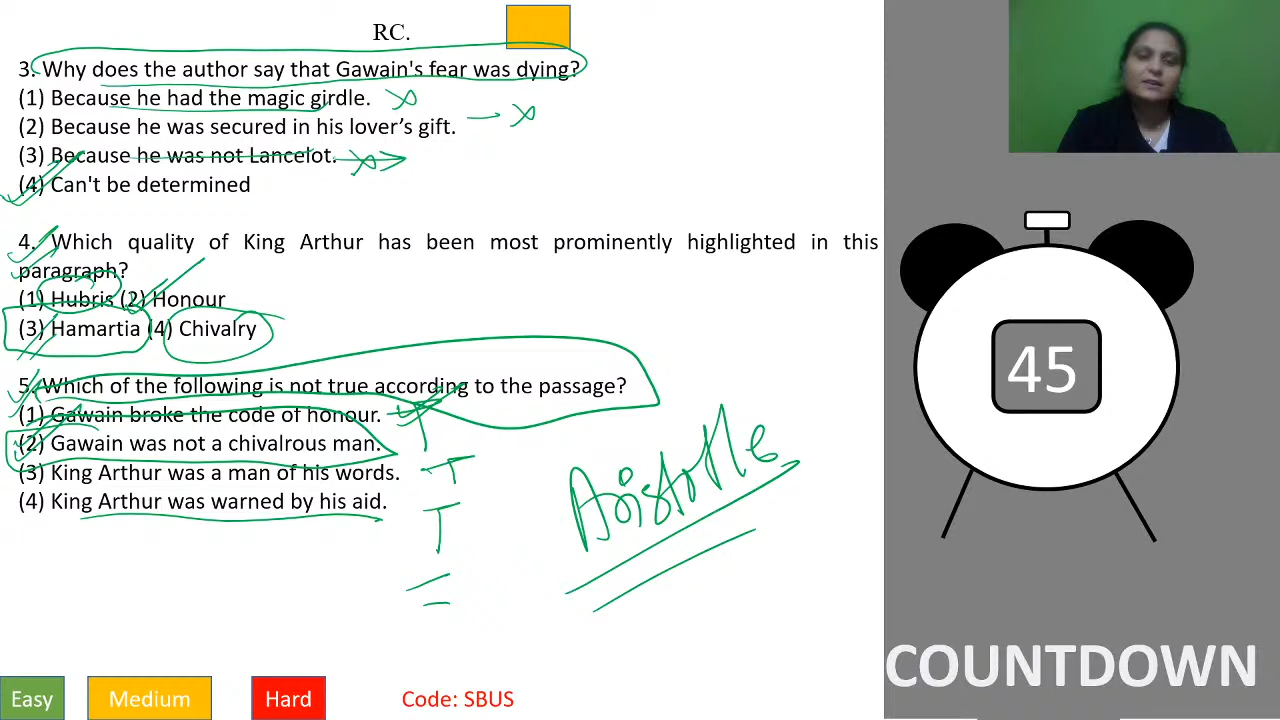 RC.
3. Why does the author say that Gawain's fear was dying?
(1) Because he had the magic girdle.
(2) Because he was secured in his lover’s gift.
(3) Because he was not Lancelot.
(4) Can't be determined
4. Which quality of King Arthur has been most prominently highlighted in this
paragraph?
(1) Hubris (2) Honour
(3) Hamartia (4) Chivalry
5. Which of the following is not true according to the passage?
(1) Gawain broke the code of honour.
(2) Gawain was not a chivalrous man.
(3) King Arthur was a man of his words.
(4) King Arthur was warned by his aid.
T
T
T
Aristotle
45
COUNTDOWN
Easy Medium Hard Code: SBUS